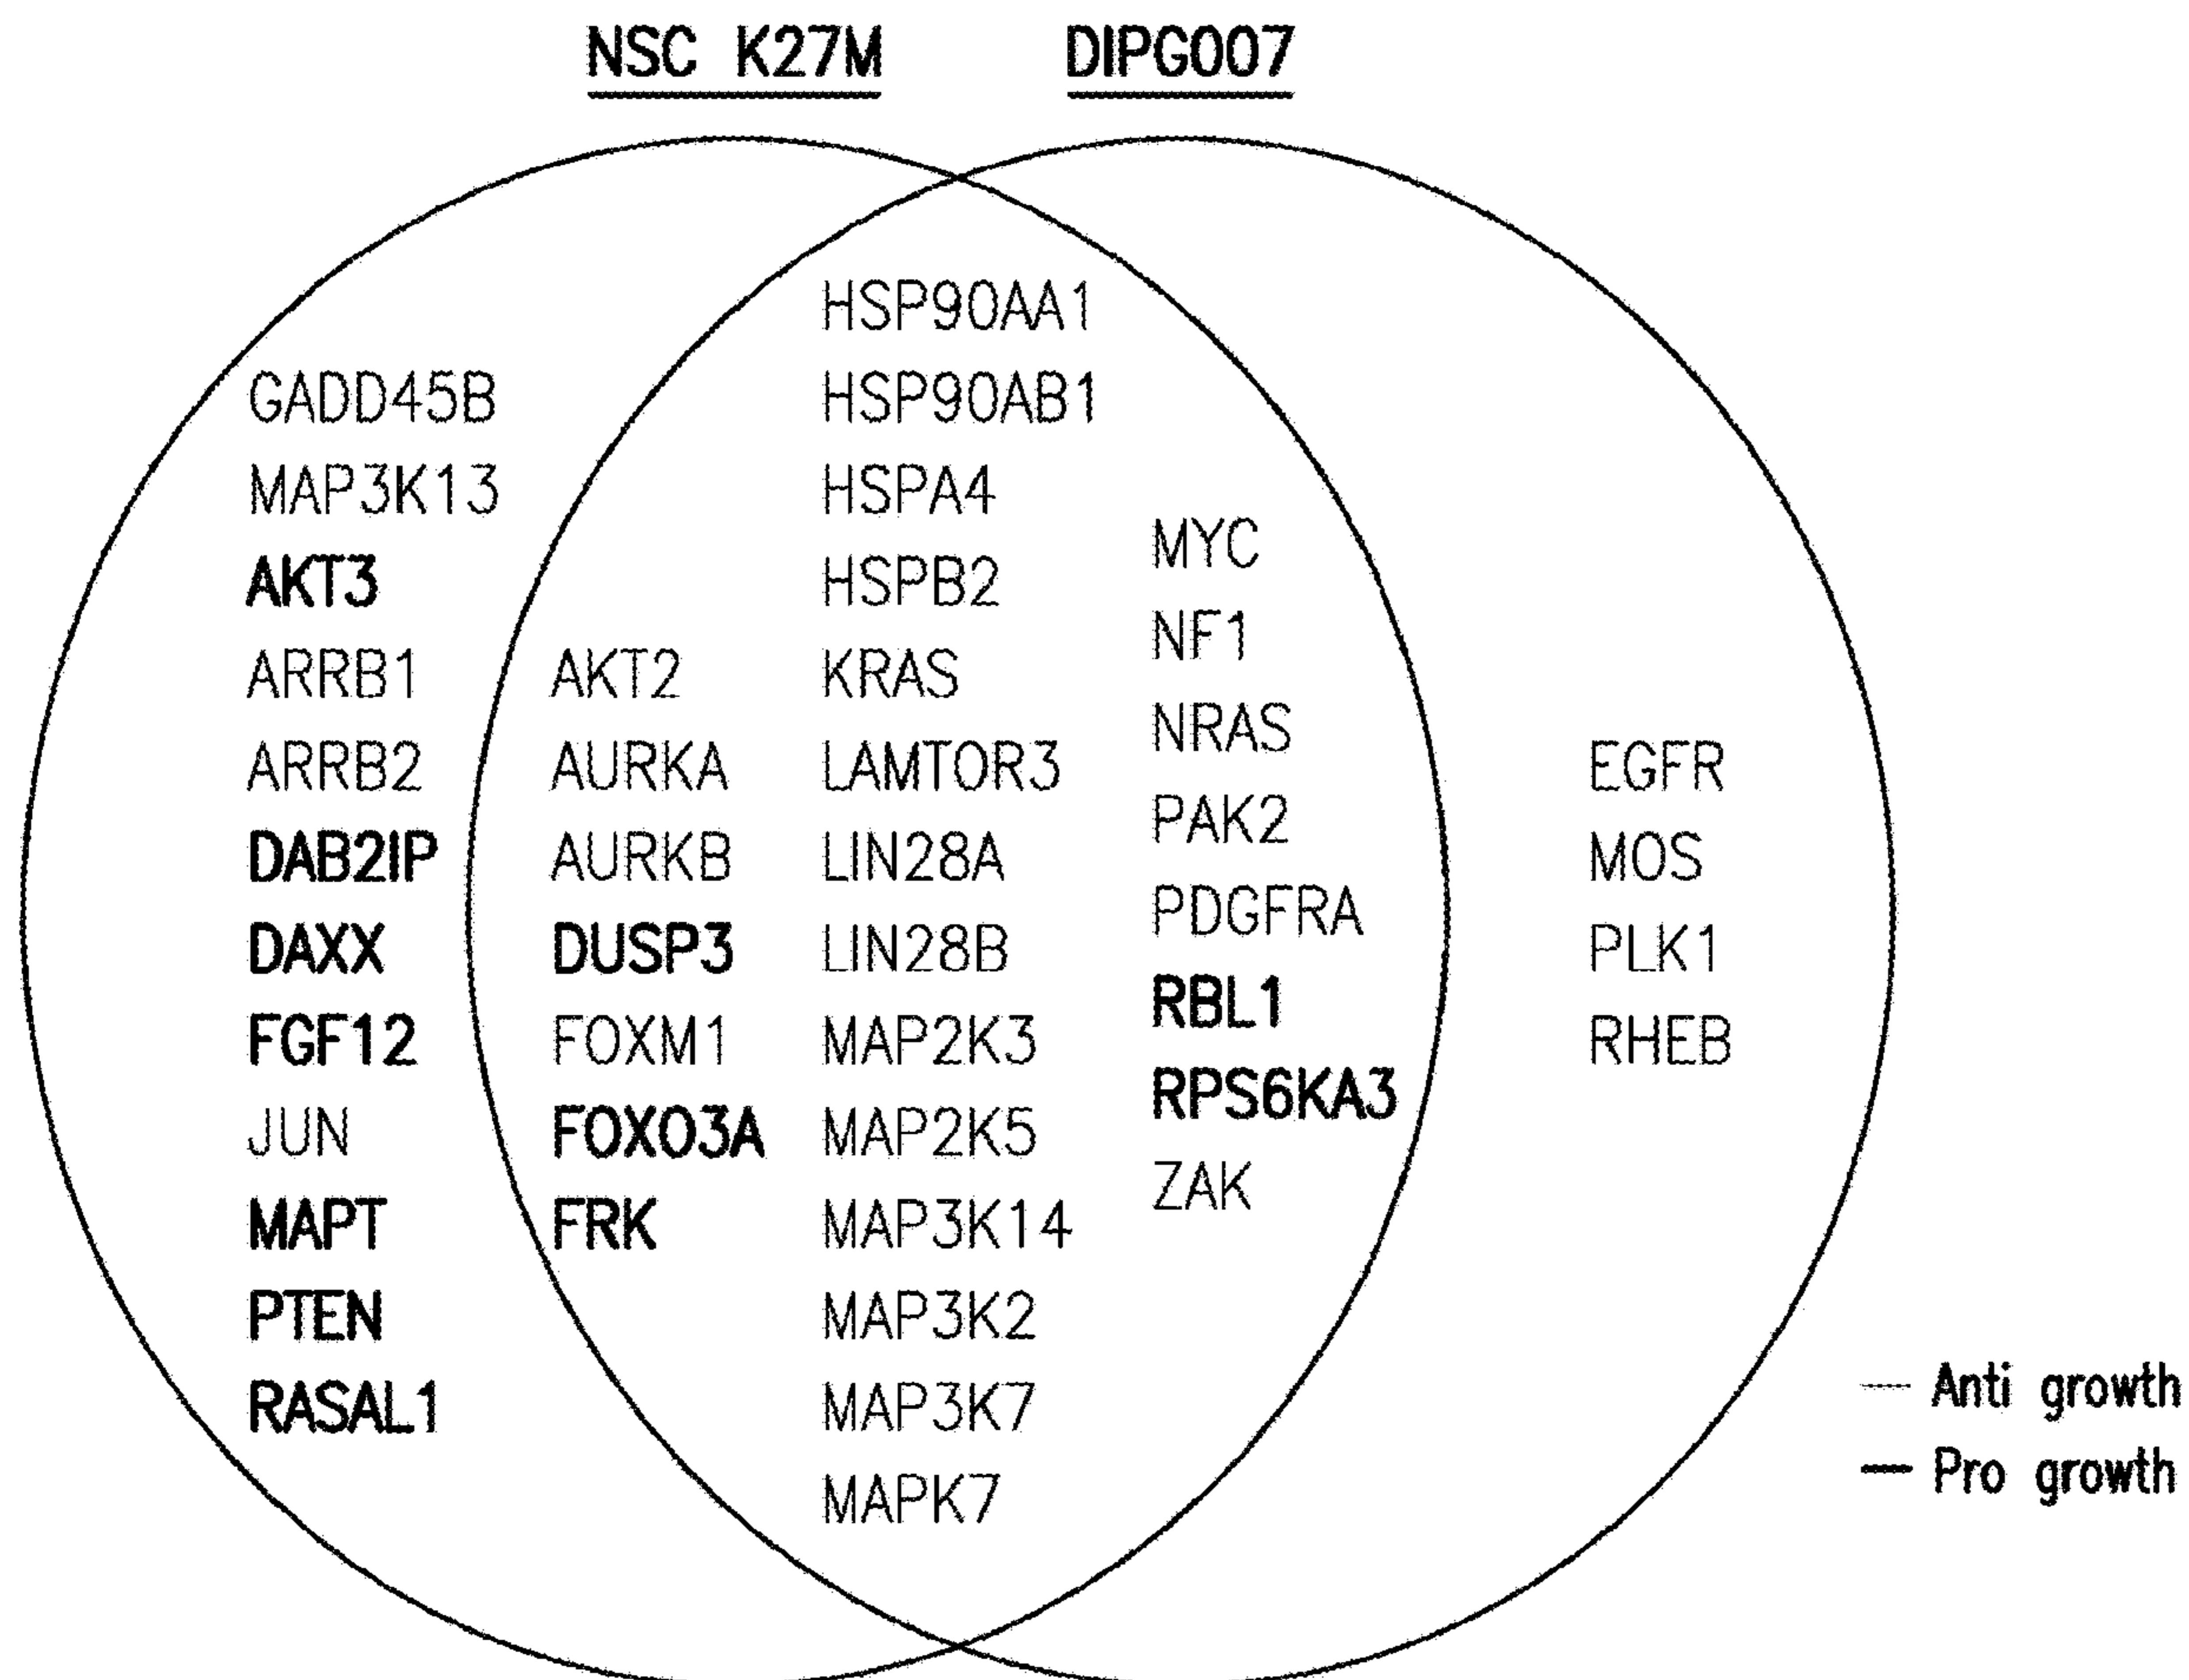 NSC K27M
DIPG007
GADD45B
MAP3K13
AKT3
ARRB1
ARRB2
DAB2IP
DAXX
FGF12
JUN
MAPT
PTEN
RASAL1
AKT2
AURKA
AURKB
DUSP3
FOXM1
FOXO3A
FRK
HSP90AA1
HSP90AB1
HSPA4
HSPB2
KRAS
LAMTOR3
LIN28A
LIN28B
MAP2K3
MAP2K5
MAP3K14
MAP3K2
MAP3K7
MAPK7
MYC
NF1
NRAS
PAK2
PDGFRA
RBL1
RPS6KA3
ZAK
EGFR
MOS
PLK1
RHEB
Anti growth
Pro growth